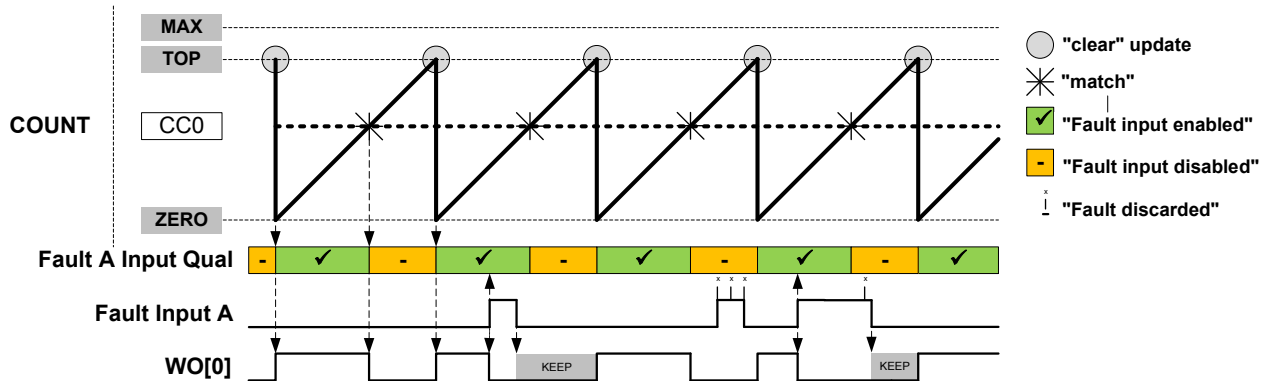 MAX
TOP
COUNT
CC0
ZERO
"clear" update
"match"
"Fault input enabled"
"Fault input disabled"
x
"Fault discarded"
Fault A Input Qual
- ✓ - ✓ - ✓ - ✓ - ✓
x x x x
Fault Input A
WO[0]
KEEP
KEEP